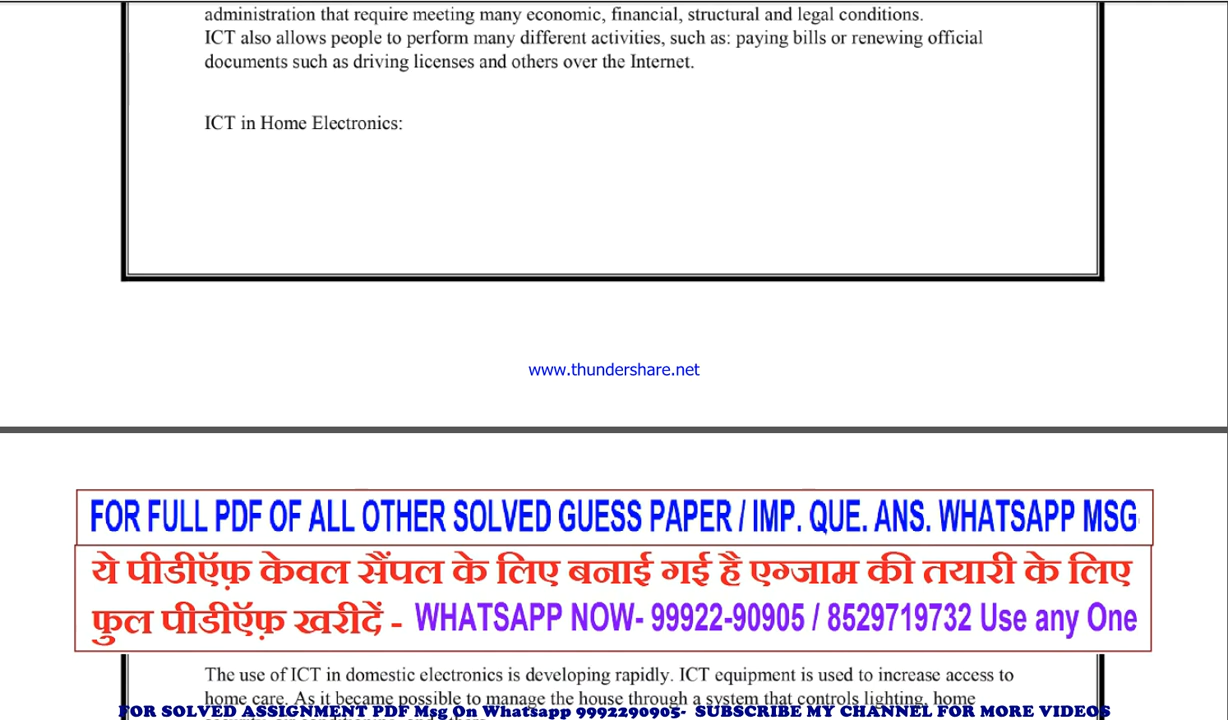 administration that require meeting many economic, financial, structural and legal conditions.
ICT also allows people to perform many different activities, such as: paying bills or renewing official
documents such as driving licenses and others over the Internet.
ICT in Home Electronics:
www.thundershare.net
FOR FULL PDF OF ALL OTHER SOLVED GUESS PAPER / IMP. QUE. ANS. WHATSAPP MSG
ये पीडीऍफ़ केवल सैंपल के लिए बनाई गई है एग्जाम की तयारी के लिए
फुल पीडीऍफ़ खरीदें - WHATSAPP NOW- 99922-90905 / 8529719732 Use any One
The use of ICT in domestic electronics is developing rapidly. ICT equipment is used to increase access to
home care. As it became possible to manage the house through a system that controls lighting, home
FOR SOLVED ASSIGNMENT PDF Msg On Whatsapp 9992290905- SUBSCRIBE MY CHANNEL FOR MORE VIDEOS